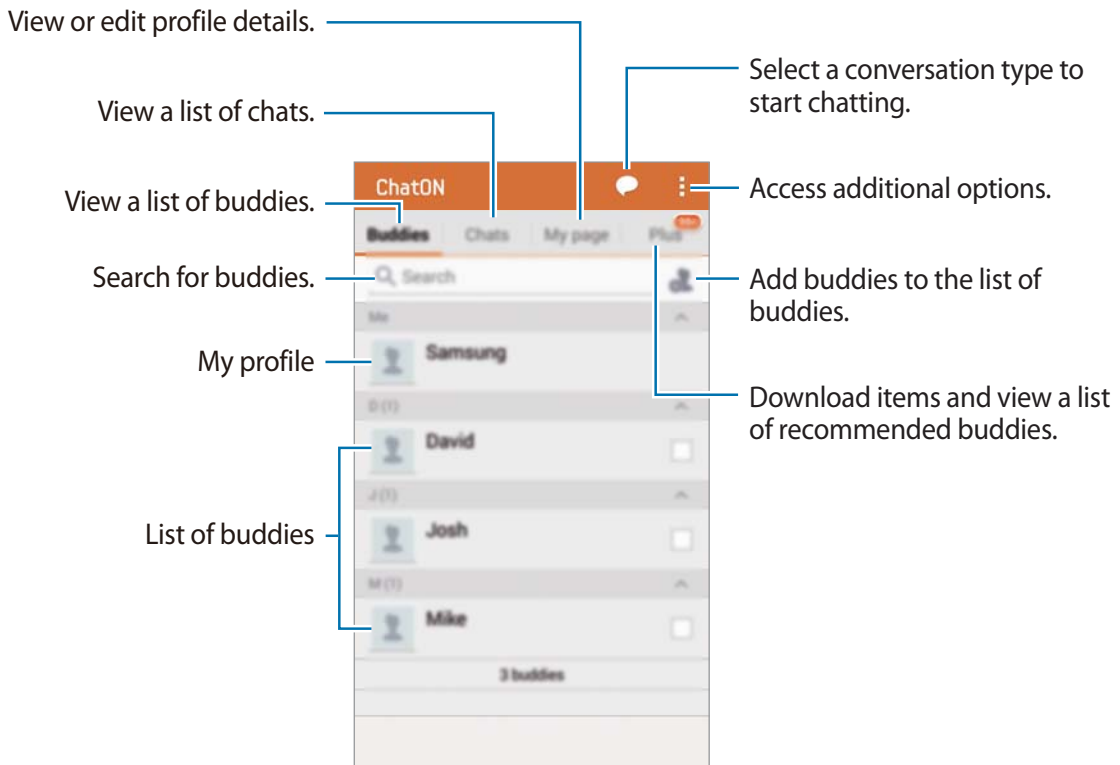 View or edit profile details.
View a list of chats.
View a list of buddies.
Search for buddies.
My profile
List of buddies
Select a conversation type to
start chatting.
Access additional options.
Add buddies to the list of
buddies.
Download items and view a list
of recommended buddies.
ChatON
Buddies Chats My page Plus
Search
Me
Samsung
D (1)
David
J (1)
Josh
M (1)
Mike
3 buddies